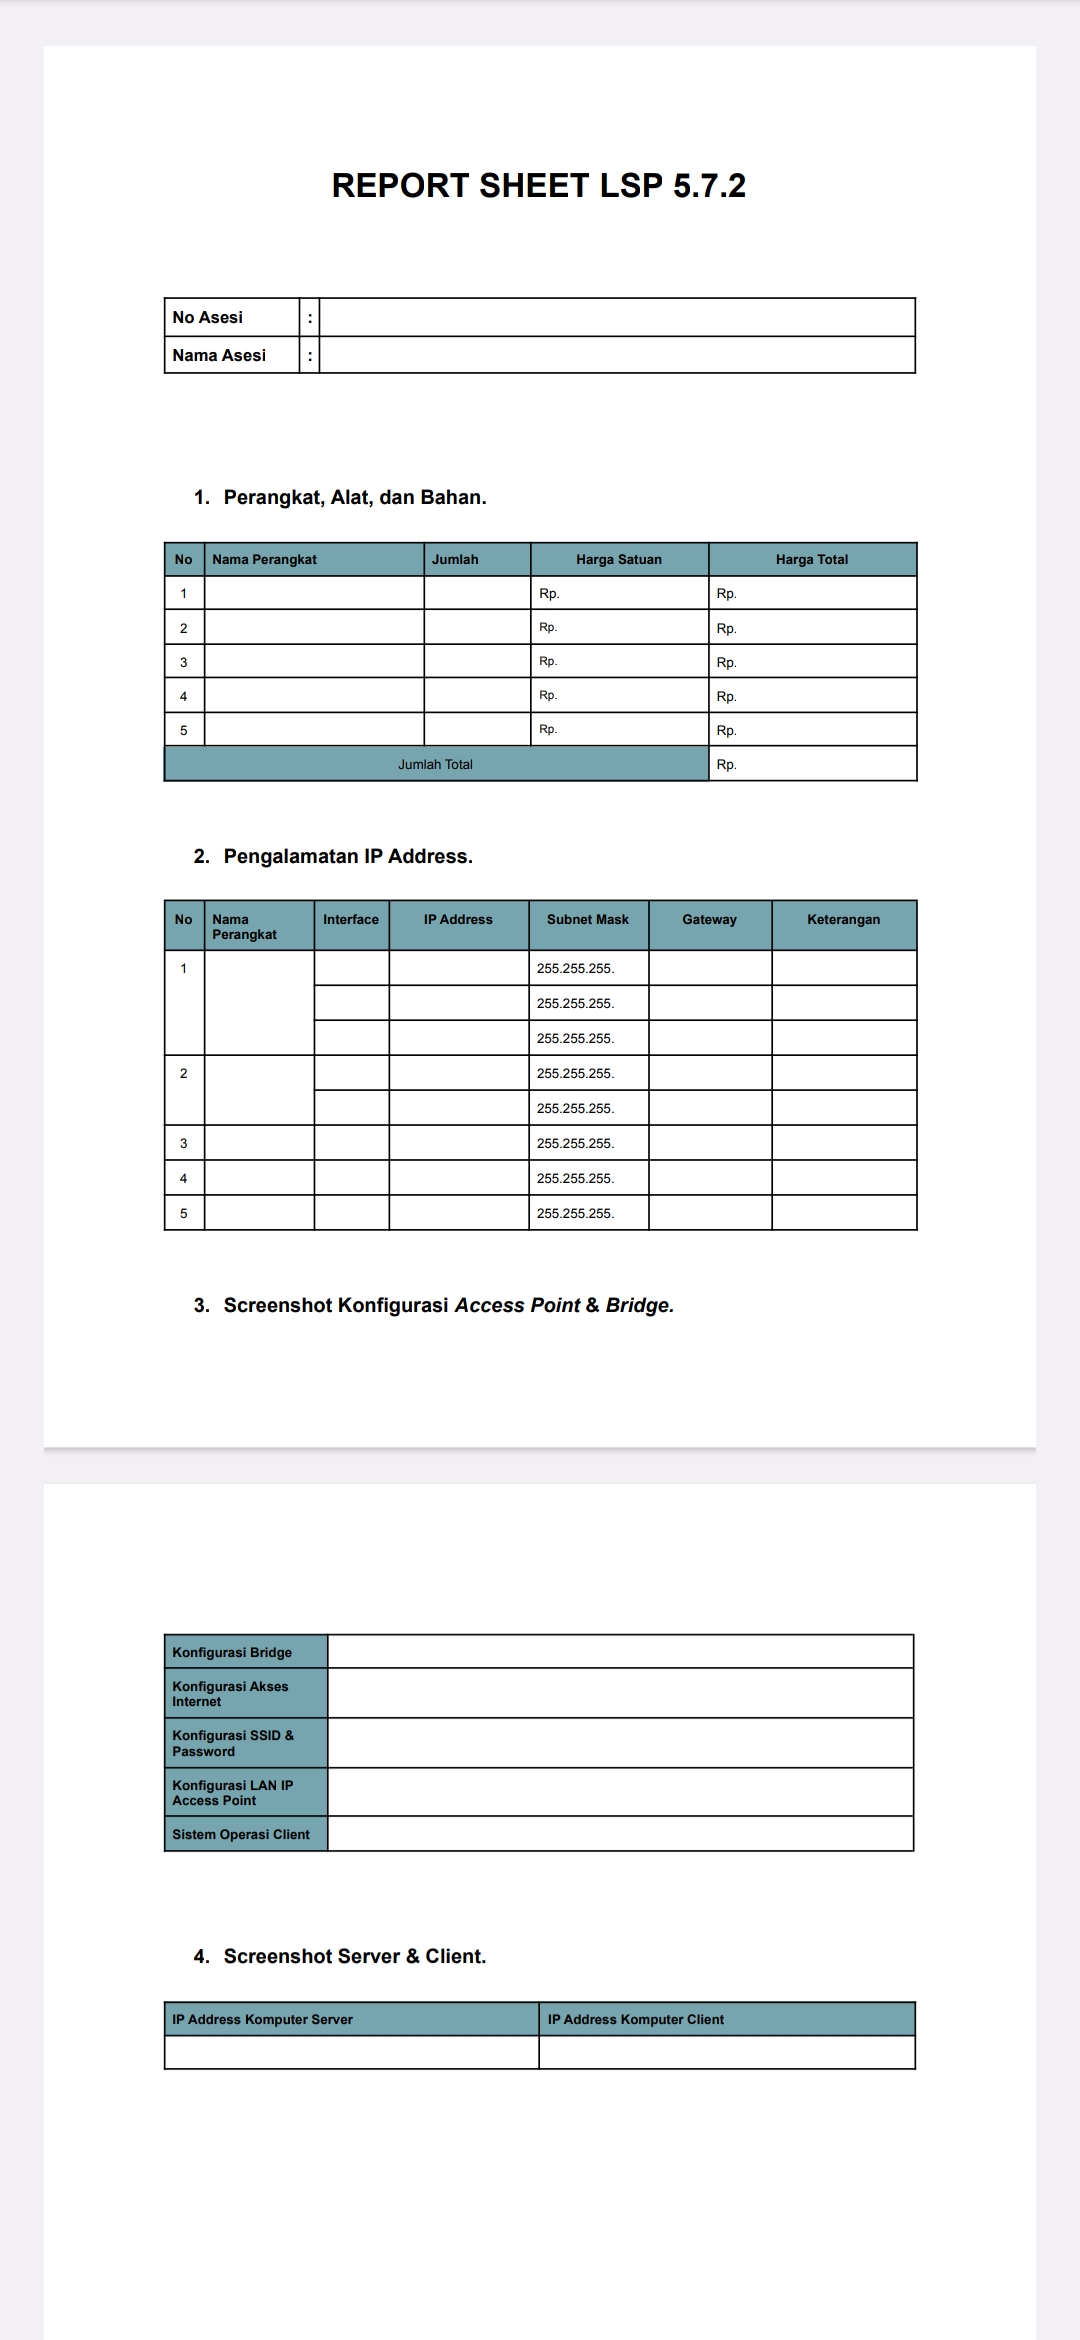 REPORT SHEET LSP 5.7.2
No Asesi :
Nama Asesi :
1. Perangkat, Alat, dan Bahan.
No Nama Perangkat Jumlah Harga Satuan Harga Total
1 Rp. Rp.
2 Rp. Rp.
3 Rp. Rp.
4 Rp. Rp.
5 Rp. Rp.
Jumlah Total Rp.
2. Pengalamatan IP Address.
No Nama Interface IP Address Subnet Mask Gateway Keterangan
Perangkat
1 255.255.255.
255.255.255.
255.255.255.
2 255.255.255.
255.255.255.
3 255.255.255.
4 255.255.255.
5 255.255.255.
3. Screenshot Konfigurasi Access Point & Bridge.
Konfigurasi Bridge
Konfigurasi Akses
Internet
Konfigurasi SSID &
Password
Konfigurasi LAN IP
Access Point
Sistem Operasi Client
4. Screenshot Server & Client.
IP Address Komputer Server IP Address Komputer Client